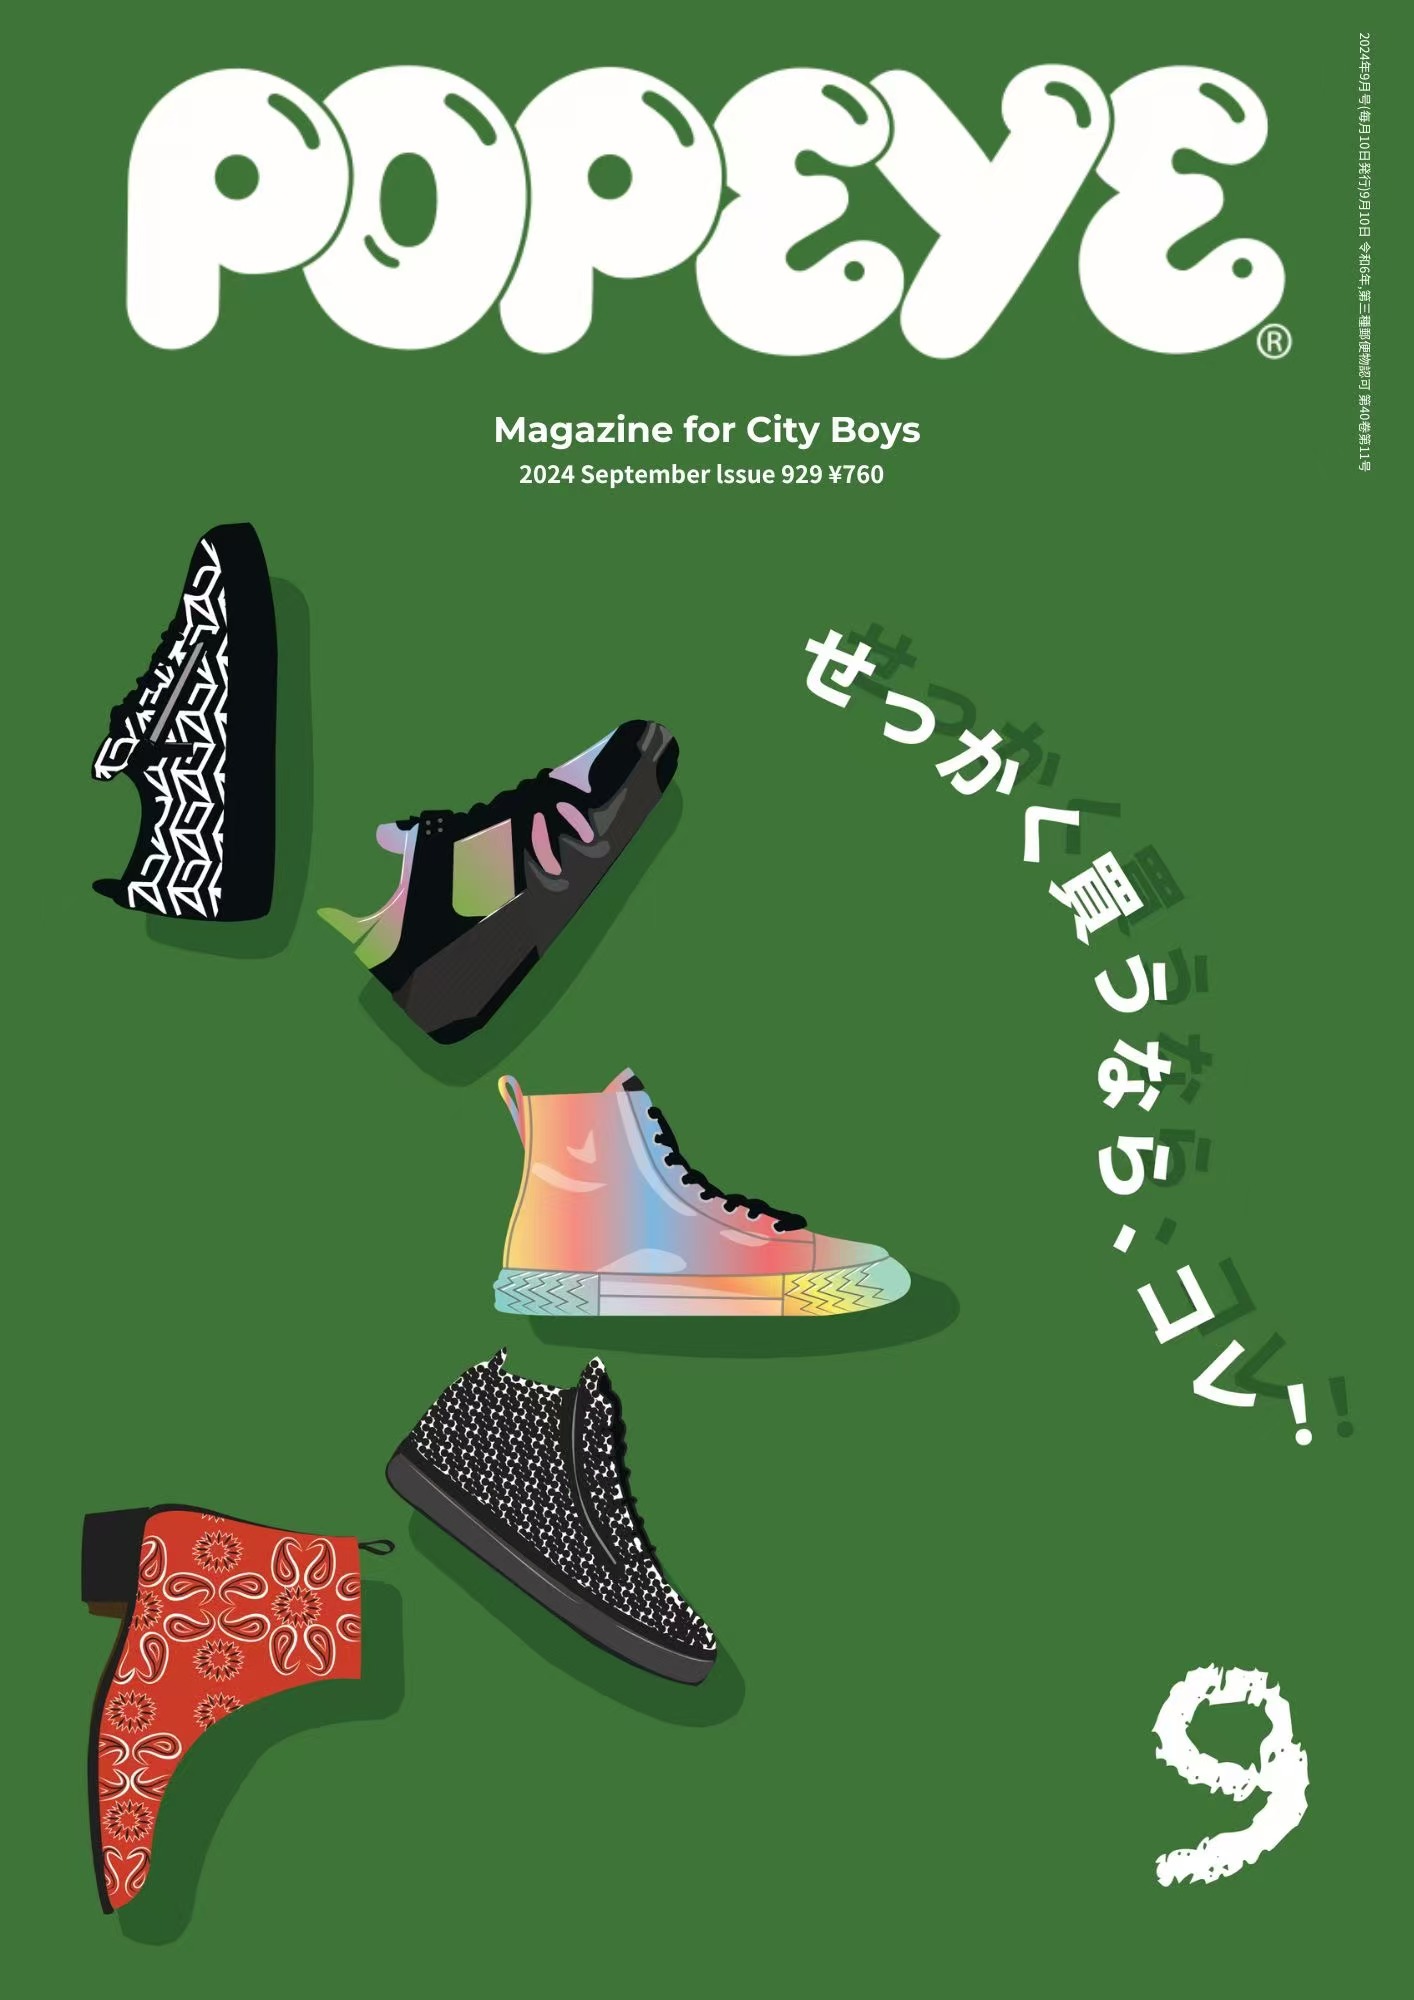 POPEYE®
Magazine for City Boys
2024 September lssue 929 ¥760
2024年9月号(毎月10日発行)9月10日 令和6年,第三種郵便物認可 第40巻第11号
せっかく買うなら、コレ!
9